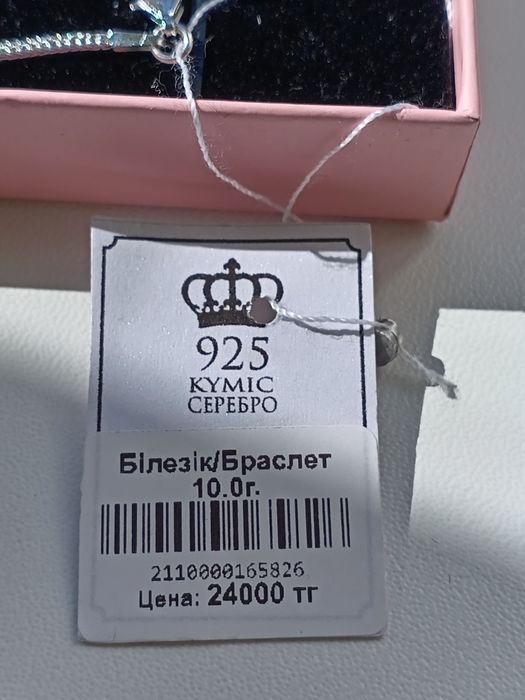 925
КҮМІС
СЕРЕБРО
Білезік/Браслет
10.0г.
2110000165826
Цена: 24000 тг